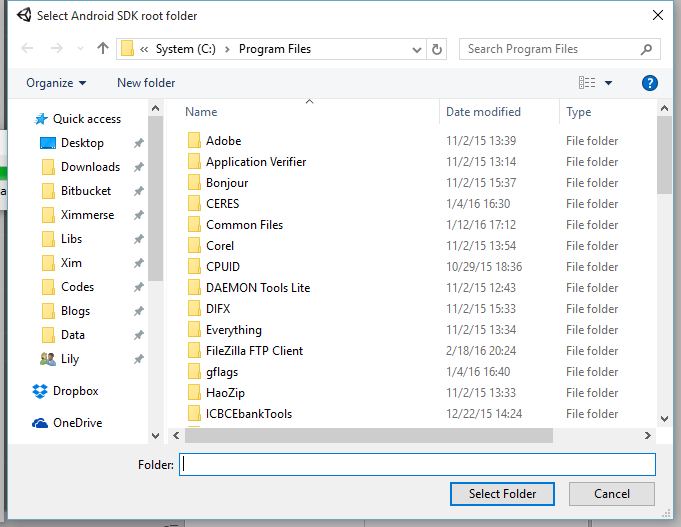 Select Android SDK root folder
« System (C:) › Program Files
Search Program Files
Organize New folder
Name Date modified Type
Quick access
Desktop
Downloads
Bitbucket
Ximmerse
Libs
Xim
Codes
Blogs
Data
Lily
Dropbox
OneDrive
Adobe 11/2/15 13:39 File folder
Application Verifier 11/2/15 13:14 File folder
Bonjour 11/2/15 15:37 File folder
CERES 1/4/16 16:30 File folder
Common Files 1/12/16 17:12 File folder
Corel 11/2/15 13:54 File folder
CPUID 10/29/15 18:36 File folder
DAEMON Tools Lite 11/2/15 12:43 File folder
DIFX 11/2/15 15:33 File folder
Everything 11/2/15 13:34 File folder
FileZilla FTP Client 2/18/16 20:24 File folder
gflags 1/4/16 16:40 File folder
HaoZip 11/2/15 13:33 File folder
ICBCEbankTools 12/22/15 14:24 File folder
Folder:
Select Folder Cancel